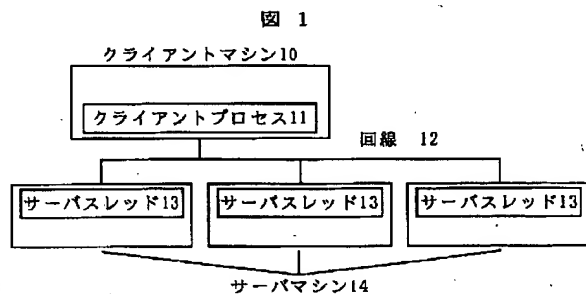 図 1
クライアントマシン10
クライアントプロセス11
回線 12
サーバスレッド13
サーバスレッド13
サーバスレッド13
サーバマシン14